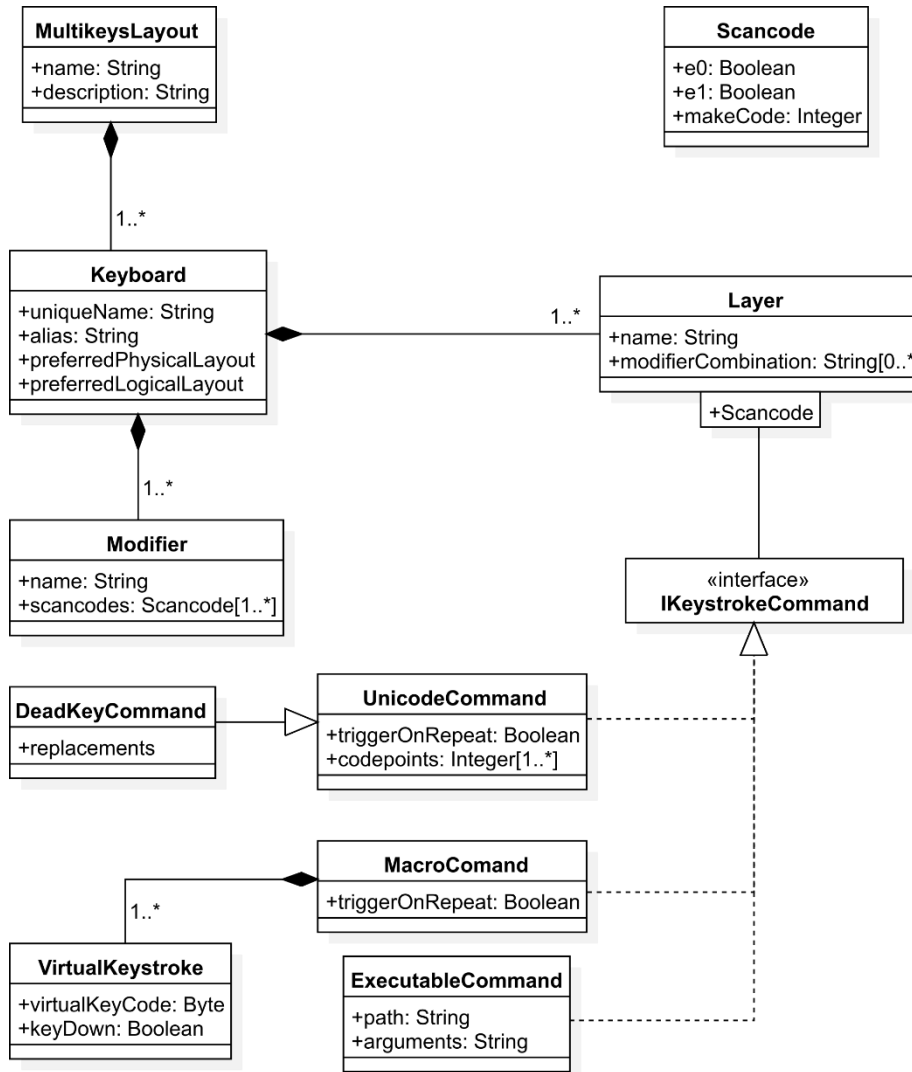 MultikeysLayout
+name: String
+description: String
Scancode
+e0: Boolean
+e1: Boolean
+makeCode: Integer
1..*
Keyboard
+uniqueName: String
+alias: String
+preferredPhysicalLayout
+preferredLogicalLayout
1..*
Layer
+name: String
+modifierCombination: String[0..*
+Scancode
1..*
Modifier
+name: String
+scancodes: Scancode[1..*]
«interface»
IKeystrokeCommand
DeadKeyCommand
+replacements
UnicodeCommand
+triggerOnRepeat: Boolean
+codepoints: Integer[1..*]
MacroComand
+triggerOnRepeat: Boolean
1..*
VirtualKeystroke
+virtualKeyCode: Byte
+keyDown: Boolean
ExecutableCommand
+path: String
+arguments: String